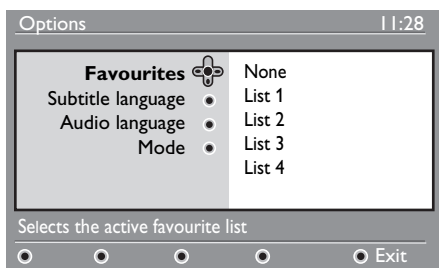 Options 11:28
Favourites None
Subtitle language List 1
Audio language List 2
Mode List 3
List 4
Selects the active favourite list
Exit